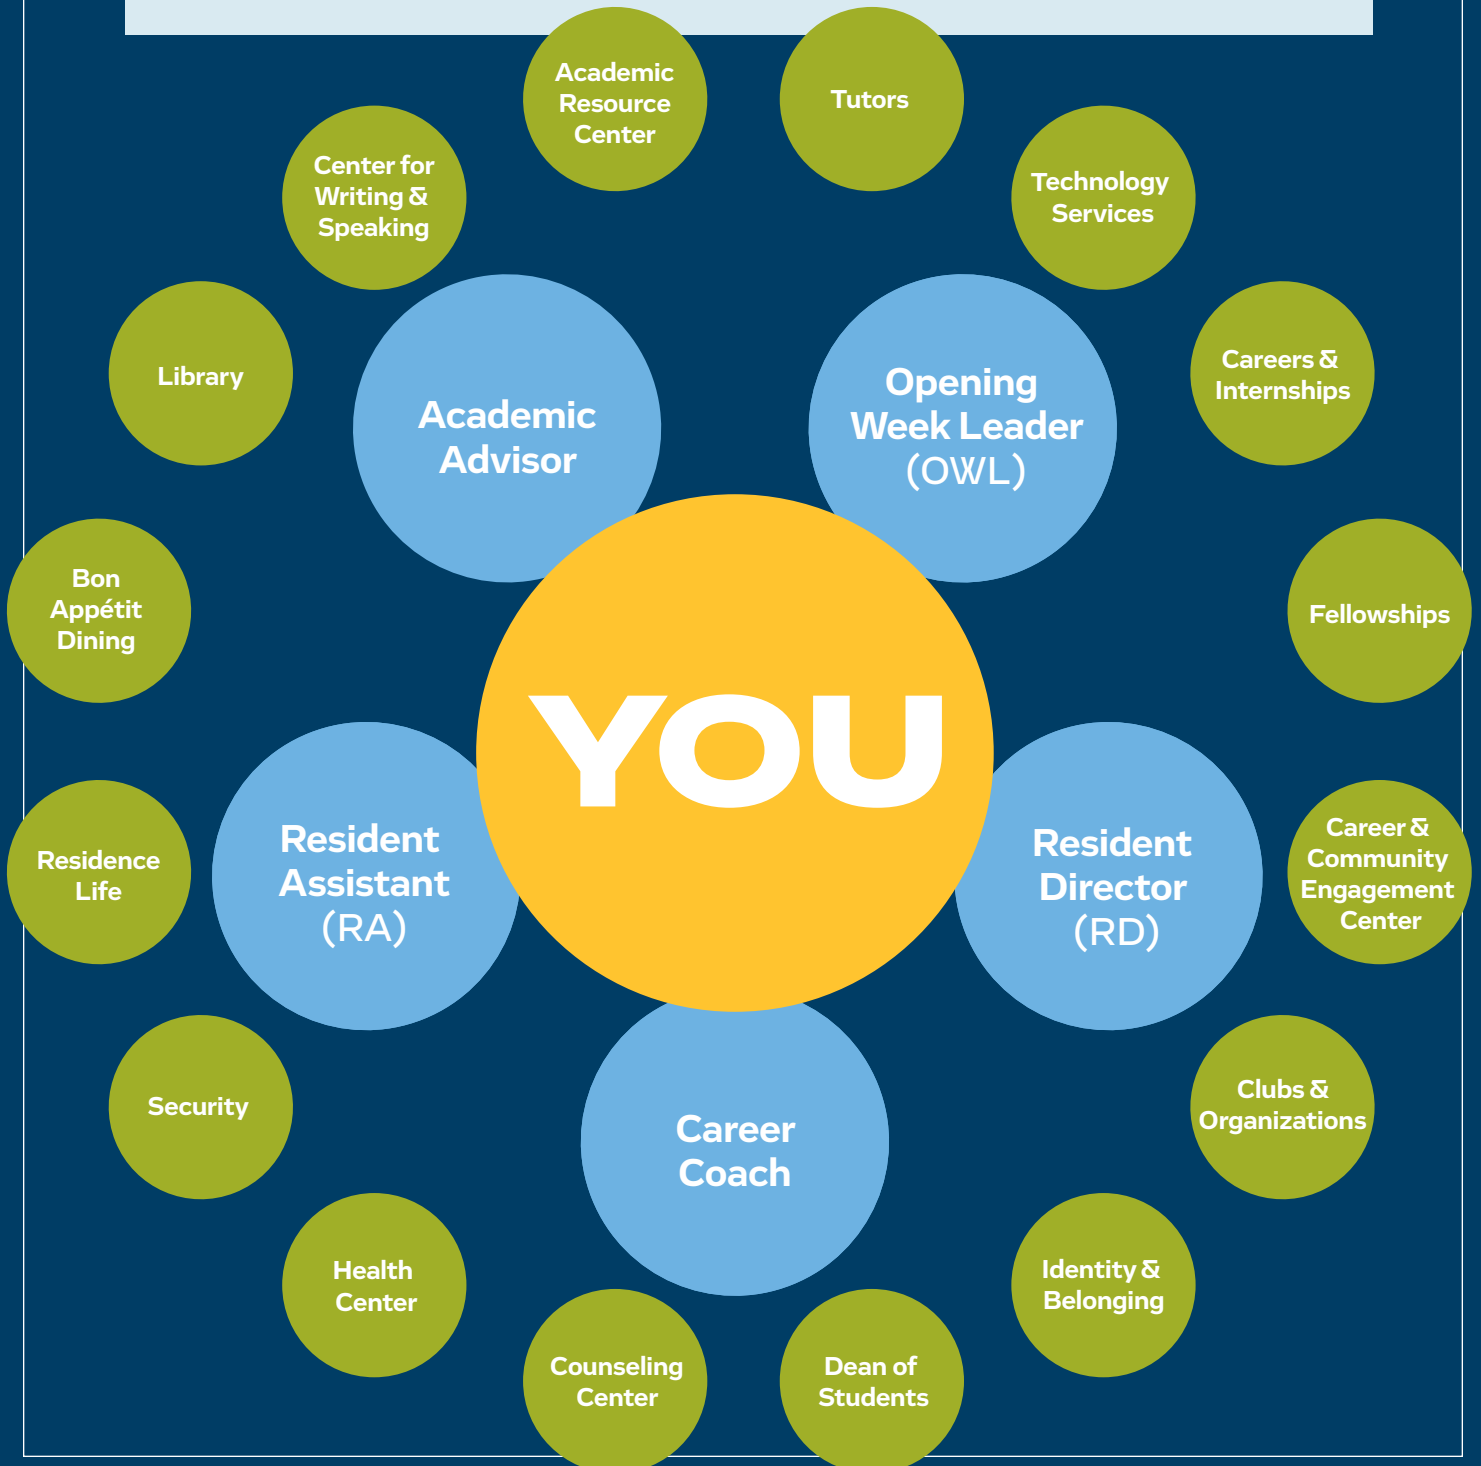 Academic
Resource
Center
Tutors
Center for
Writing &
Speaking
Technology
Services
Library
Careers &
Internships
Academic
Advisor
Opening
Week Leader
(OWL)
Bon
Appétit
Dining
Fellowships
YOU
Residence
Life
Resident
Assistant
(RA)
Resident
Director
(RD)
Career &
Community
Engagement
Center
Security
Career
Coach
Clubs &
Organizations
Health
Center
Identity &
Belonging
Counseling
Center
Dean of
Students